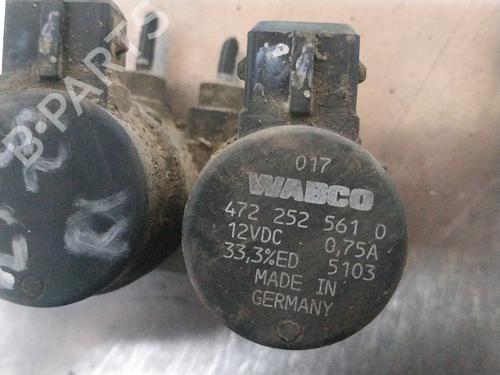 B-PARTS
017
WABCO
472 252 561 0
12VDC 0,75A
33,3%ED 5103
MADE IN
GERMANY